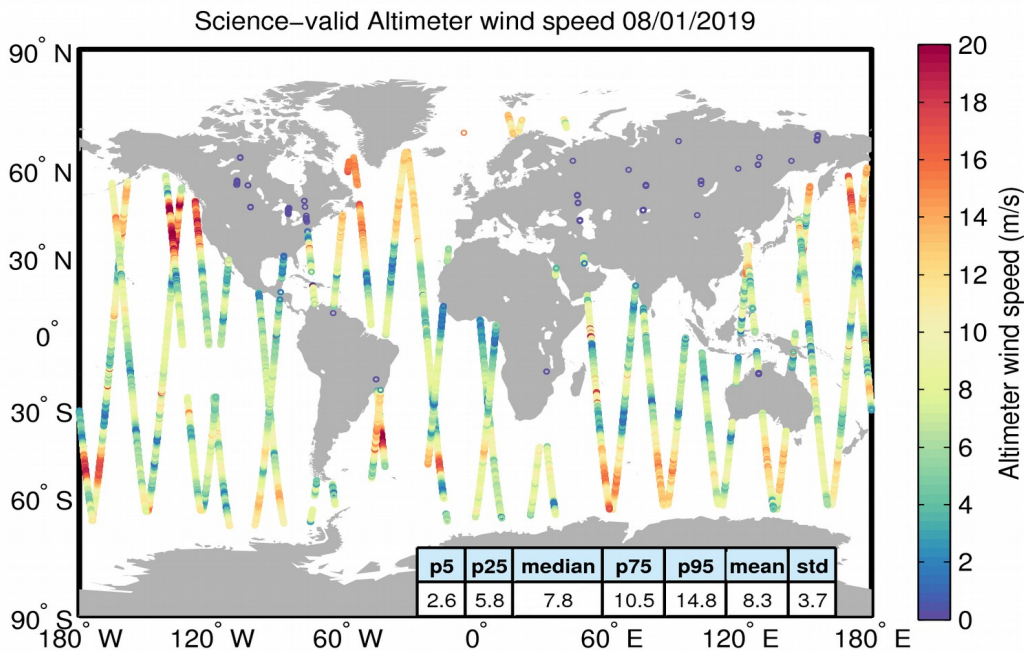 Science−valid Altimeter wind speed 08/01/2019
90° N
60° N
30° N
0°
30° S
60° S
90° S
180° W
120° W
60° W
0°
60° E
120° E
180° E
p5 p25 median p75 p95 mean std
2.6 5.8 7.8 10.5 14.8 8.3 3.7
20
18
16
14
12
10
8
6
4
2
0
Altimeter wind speed (m/s)